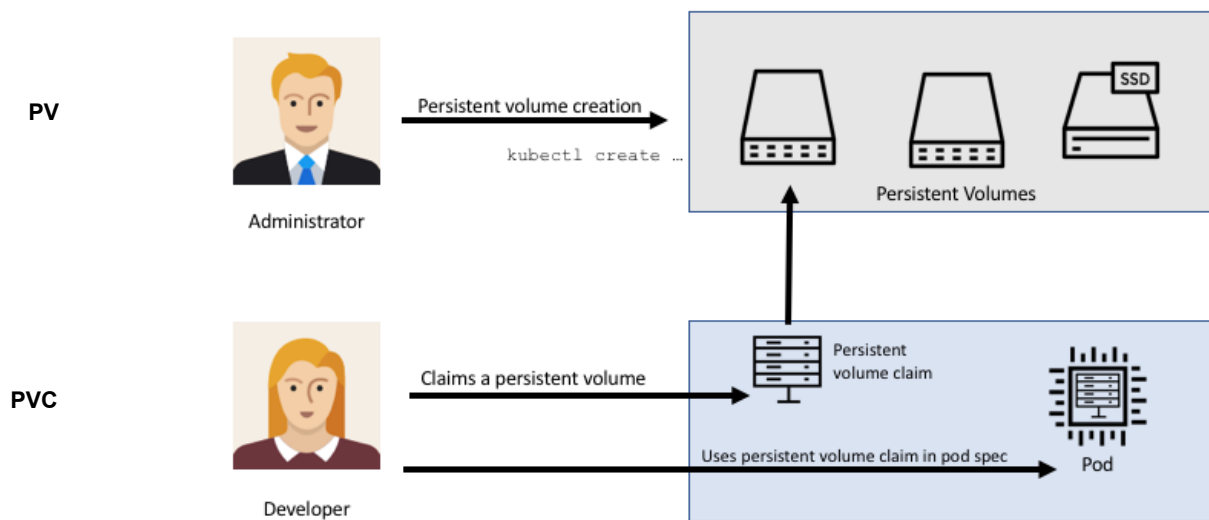 PV
Persistent volume creation
kubectl create …
Administrator
SSD
Persistent Volumes
PVC
Claims a persistent volume
Persistent
volume claim
Uses persistent volume claim in pod spec
Pod
Developer